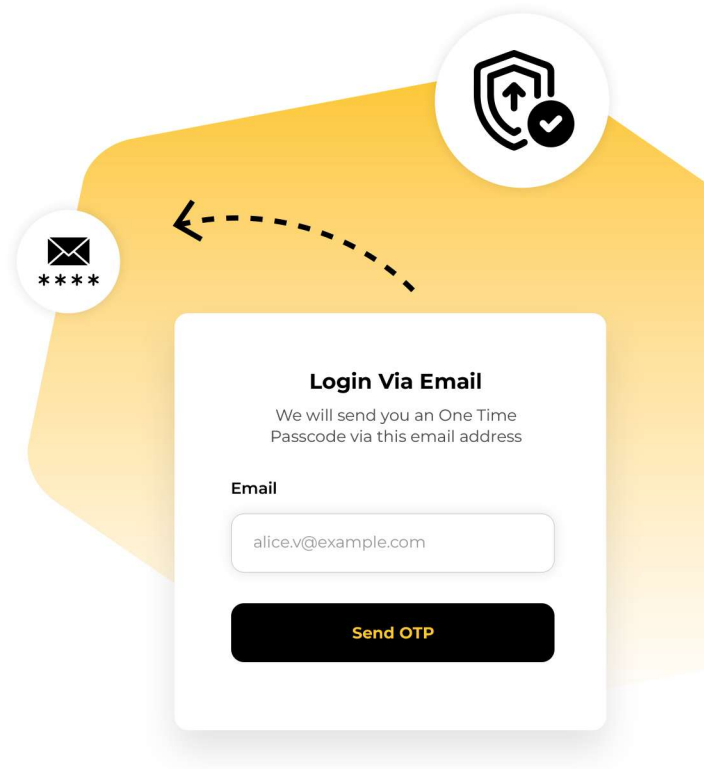 ****
Login Via Email
We will send you an One Time
Passcode via this email address
Email
alice.v@example.com
Send OTP